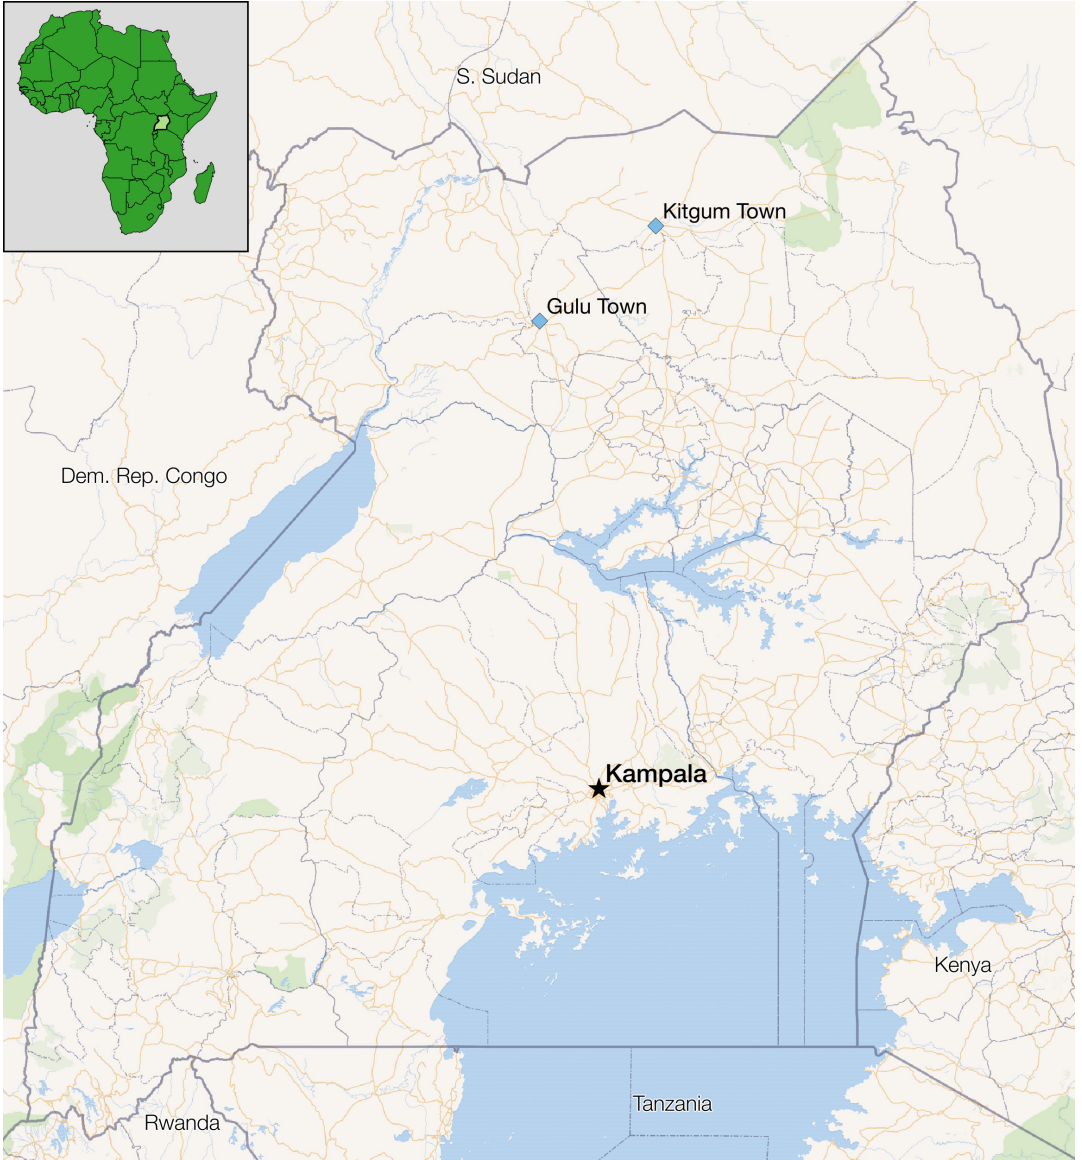 S. Sudan
Kitgum Town
Gulu Town
Dem. Rep. Congo
Kampala
Kenya
Tanzania
Rwanda